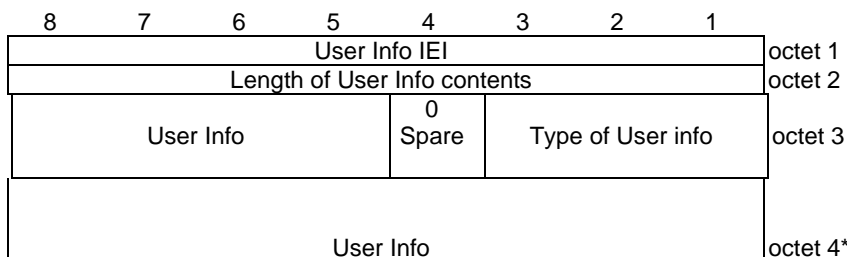 8 7 6 5 4 3 2 1
User Info IEI octet 1
Length of User Info contents octet 2
0
User Info Spare Type of User info octet 3
User Info octet 4*